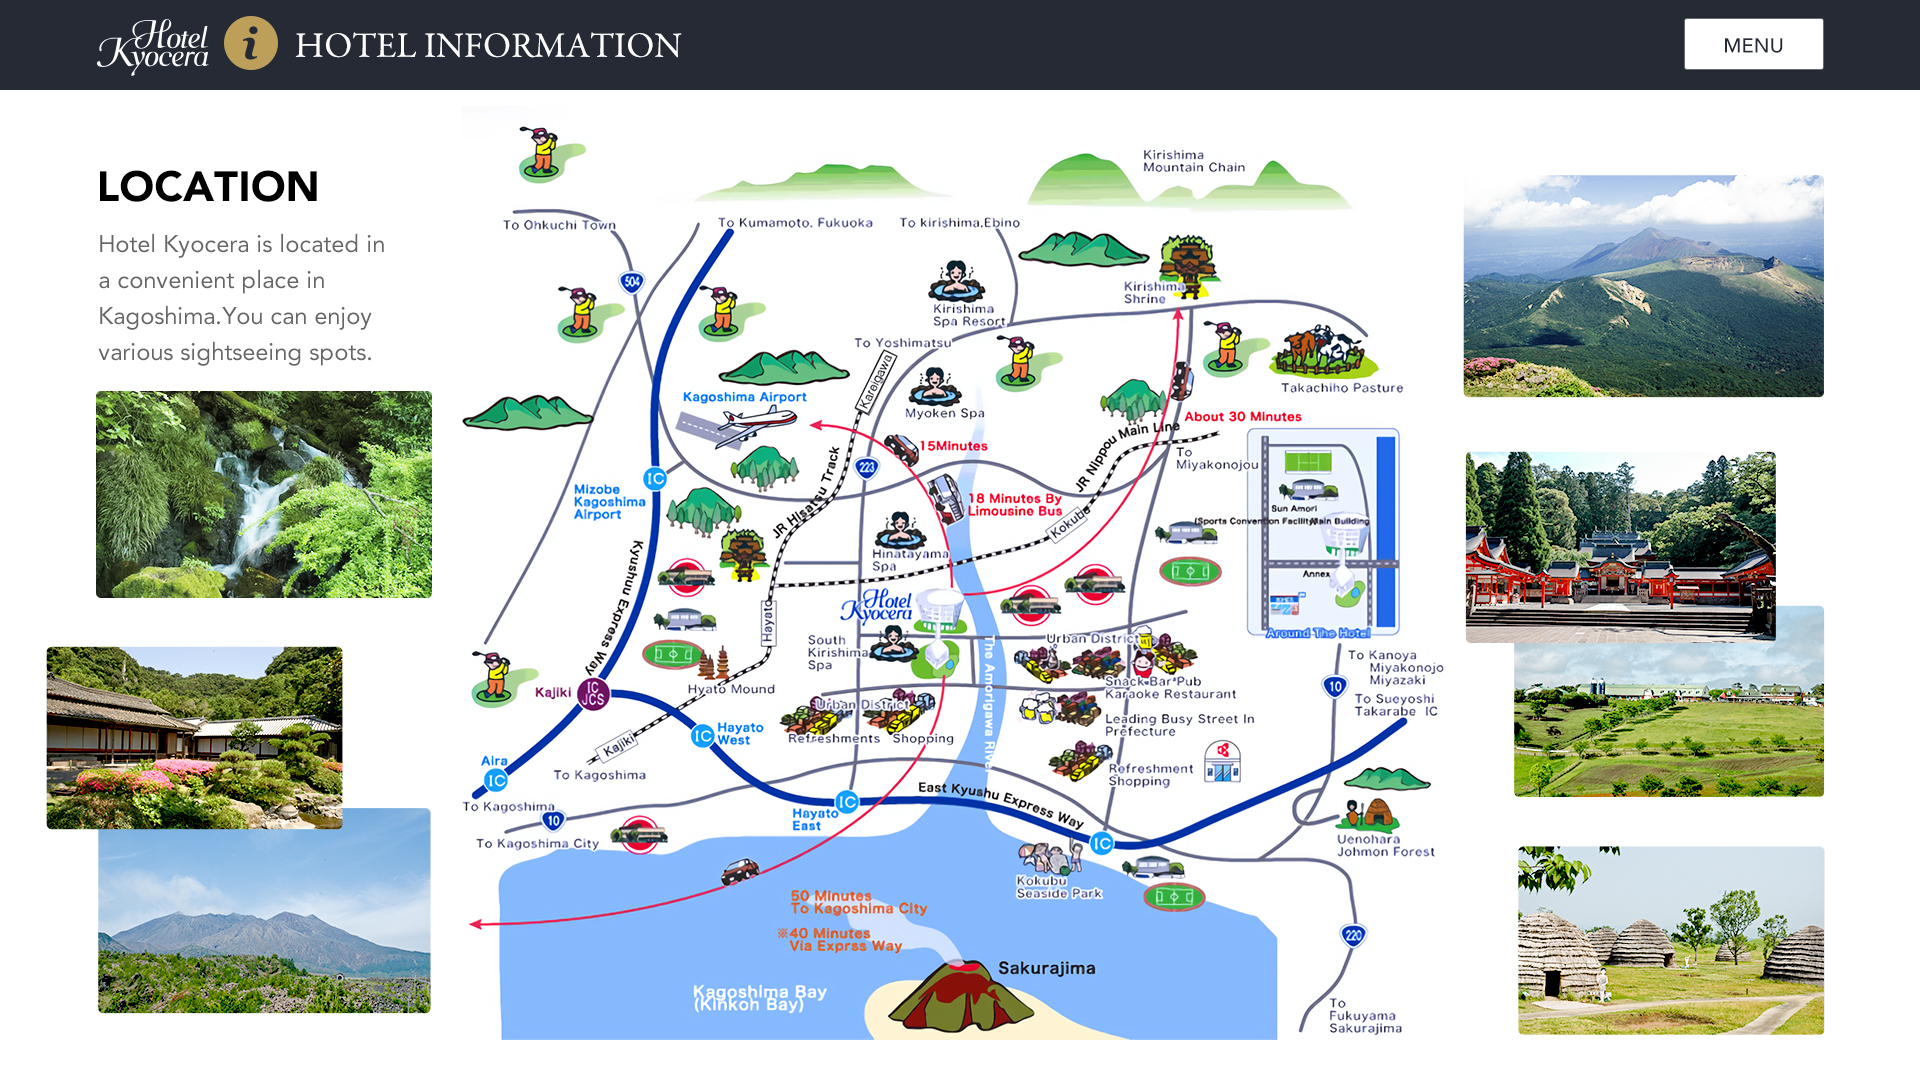 Hotel
Kyocera
i
HOTEL INFORMATION
MENU
LOCATION
Hotel Kyocera is located in
a convenient place in
Kagoshima.You can enjoy
various sightseeing spots.
Kirishima
Mountain Chain
To Ohkuchi Town
To Kumamoto, Fukuoka
To kirishima,Ebino
504
Kirishima
Shrine
Kirishima
Spa Resort
To Yoshimatsu
Kareigawa
Takachiho Pasture
Kagoshima Airport
Myoken Spa
About 30 Minutes
JR Nippou Main Line
15Minutes
To
Miyakonojou
223
IC
Mizobe
Kagoshima
Airport
JR Hisatsu Track
18 Minutes By
Limousine Bus
Kokubu
Sun Amori
(Sports Convention Facility)
Main Building
Annex
Around The Hotel
Hinatayama
Spa
Kyushu Express Way
Hotel
Kyocera
Hayato
South
Kirishima
Spa
Urban District
The Amorigawa River
To Kanoya
Miyakonojo
Miyazaki
Kajiki
IC
JCS
Hyato Mound
Snack Bar*Pub
Karaoke Restaurant
10
To Sueyoshi
Takarabe IC
Urban District
Refreshments
Shopping
Leading Busy Street In
Prefecture
IC
Hayato
West
Kajiki
Aira
IC
To Kagoshima
Refreshment
Shopping
To Kagoshima
10
IC
Hayato
East
East Kyushu Express Way
To Kagoshima City
IC
Uenohara
Johmon Forest
Kokubu
Seaside Park
50 Minutes
To Kagoshima City
※40 Minutes
Via Exprss Way
220
Sakurajima
Kagoshima Bay
(Kinkoh Bay)
To
Fukuyama
Sakurajima